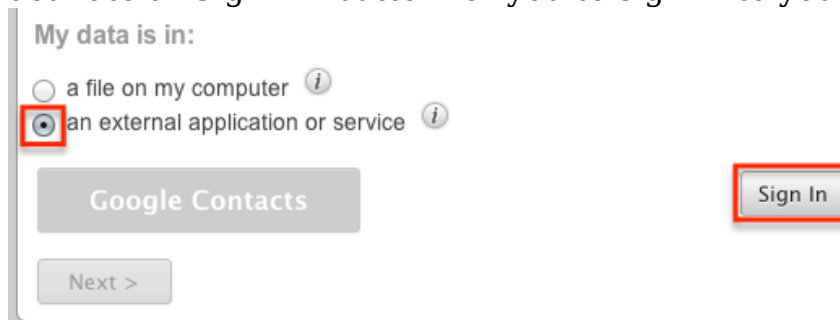 My data is in:
a file on my computer i
an external application or service i
Google Contacts
Sign In
Next >